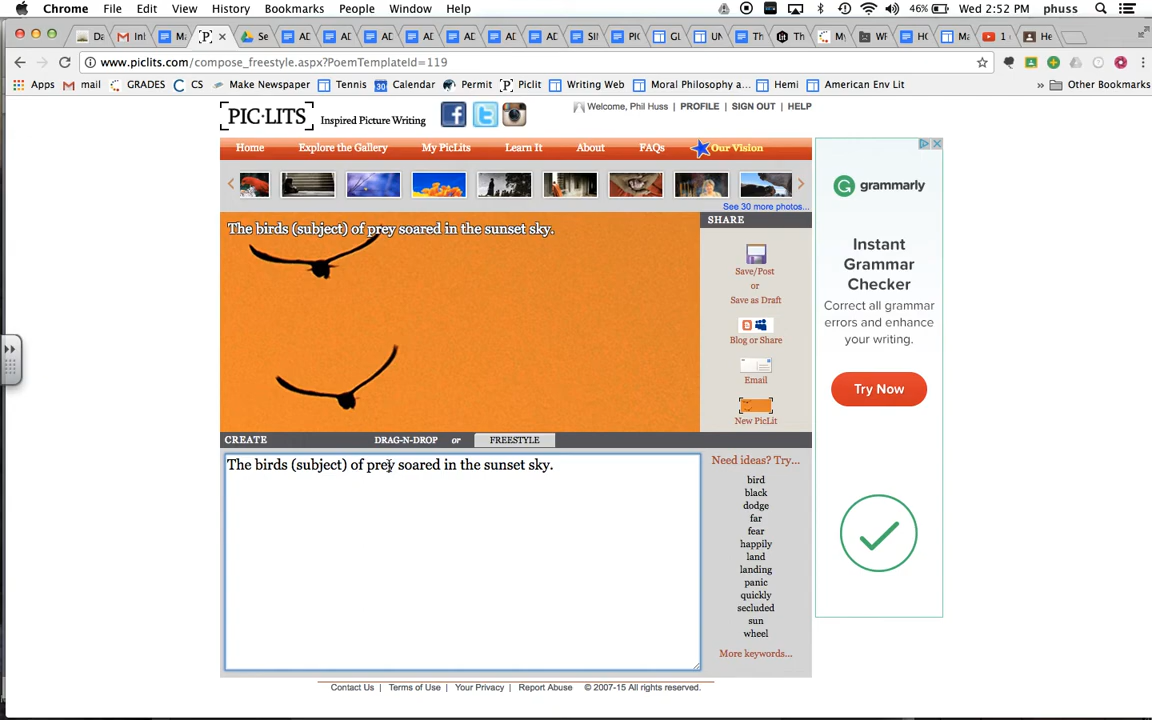 Chrome File Edit View History Bookmarks People Window Help 46% Wed 2:52 PM phuss
www.piclits.com/compose_freestyle.aspx?PoemTemplateId=119
Apps mail GRADES CS Make Newspaper Tennis 30 Calendar Permit Piclit Writing Web Moral Philosophy a... Hemi American Env Lit » Other Bookmarks
PIC·LITS Inspired Picture Writing Welcome, Phil Huss | PROFILE | SIGN OUT | HELP
Home Explore the Gallery My PicLits Learn It About FAQs Our Vision
See 30 more photos...
The birds (subject) of prey soared in the sunset sky.
SHARE
Save/Post
or
Save as Draft
Blog or Share
Email
New PicLit
CREATE DRAG-N-DROP or FREESTYLE
The birds (subject) of prey soared in the sunset sky.
Need ideas? Try...
bird
black
dodge
far
fear
happily
land
landing
panic
quickly
secluded
sun
wheel
More keywords...
grammarly
Instant
Grammar
Checker
Correct all grammar
errors and enhance
your writing.
Try Now
Contact Us | Terms of Use | Your Privacy | Report Abuse © 2007-15 All rights reserved.